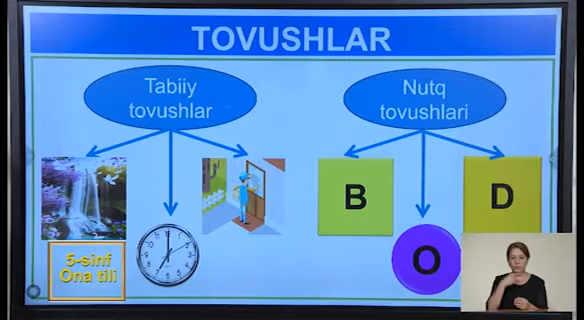 TOVUSHLAR
Tabiiy
tovushlar
Nutq
tovushlari
B
D
O
5-sinf
Ona tili